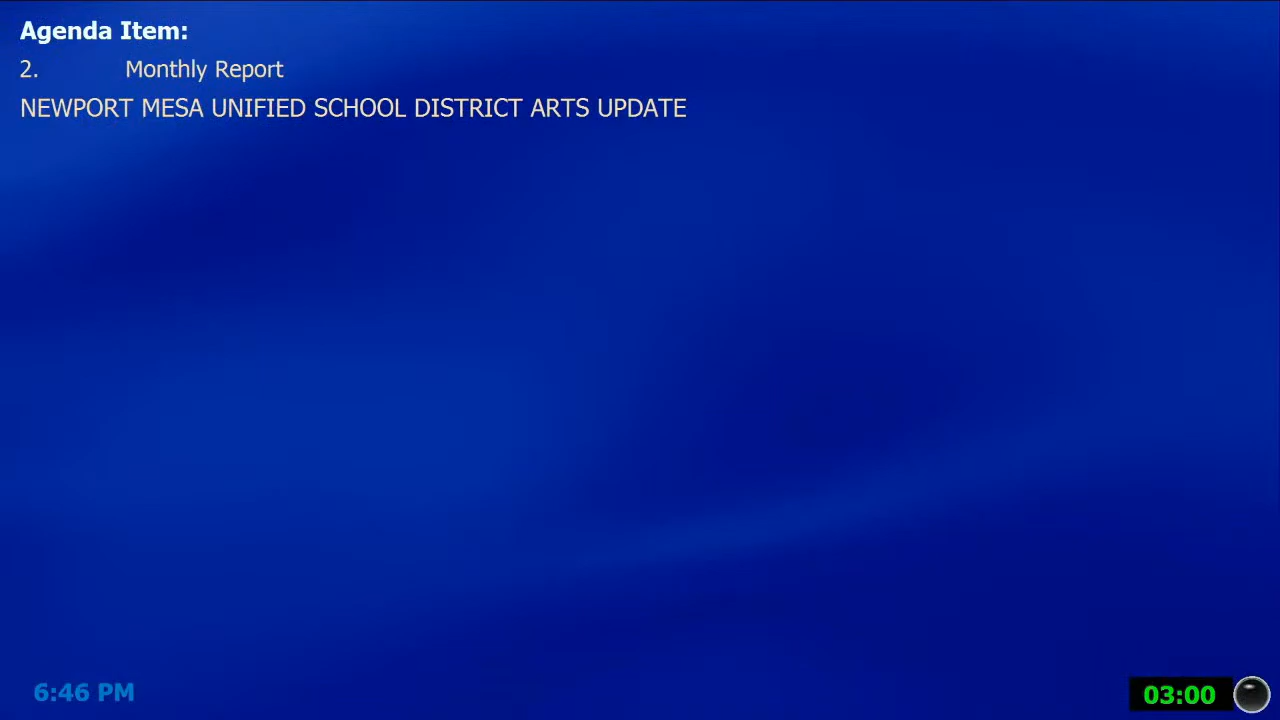 Agenda Item:
2. Monthly Report
NEWPORT MESA UNIFIED SCHOOL DISTRICT ARTS UPDATE
6:46 PM
03:00